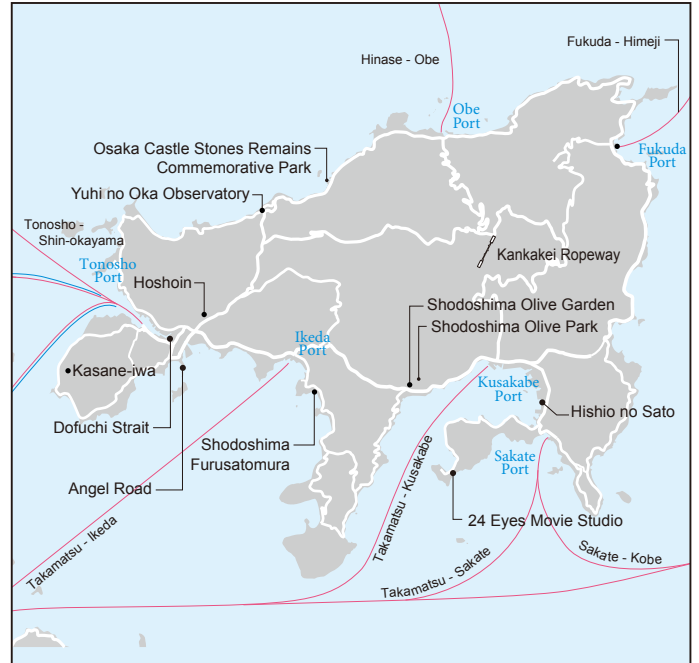 Hinase - Obe
Fukuda - Himeji
Obe
Port
Fukuda
Port
Osaka Castle Stones Remains
Commemorative Park
Yuhi no Oka Observatory
Tonosho -
Shin-okayama
Tonosho
Port
Hoshoin
Kankakei Ropeway
Shodoshima Olive Garden
Shodoshima Olive Park
Ikeda
Port
Kasane-iwa
Kusakabe
Port
Hishio no Sato
Dofuchi Strait
Shodoshima
Furusatomura
Sakate
Port
Angel Road
24 Eyes Movie Studio
Takamatsu - Ikeda
Takamatsu - Kusakabe
Takamatsu - Sakate
Sakate - Kobe